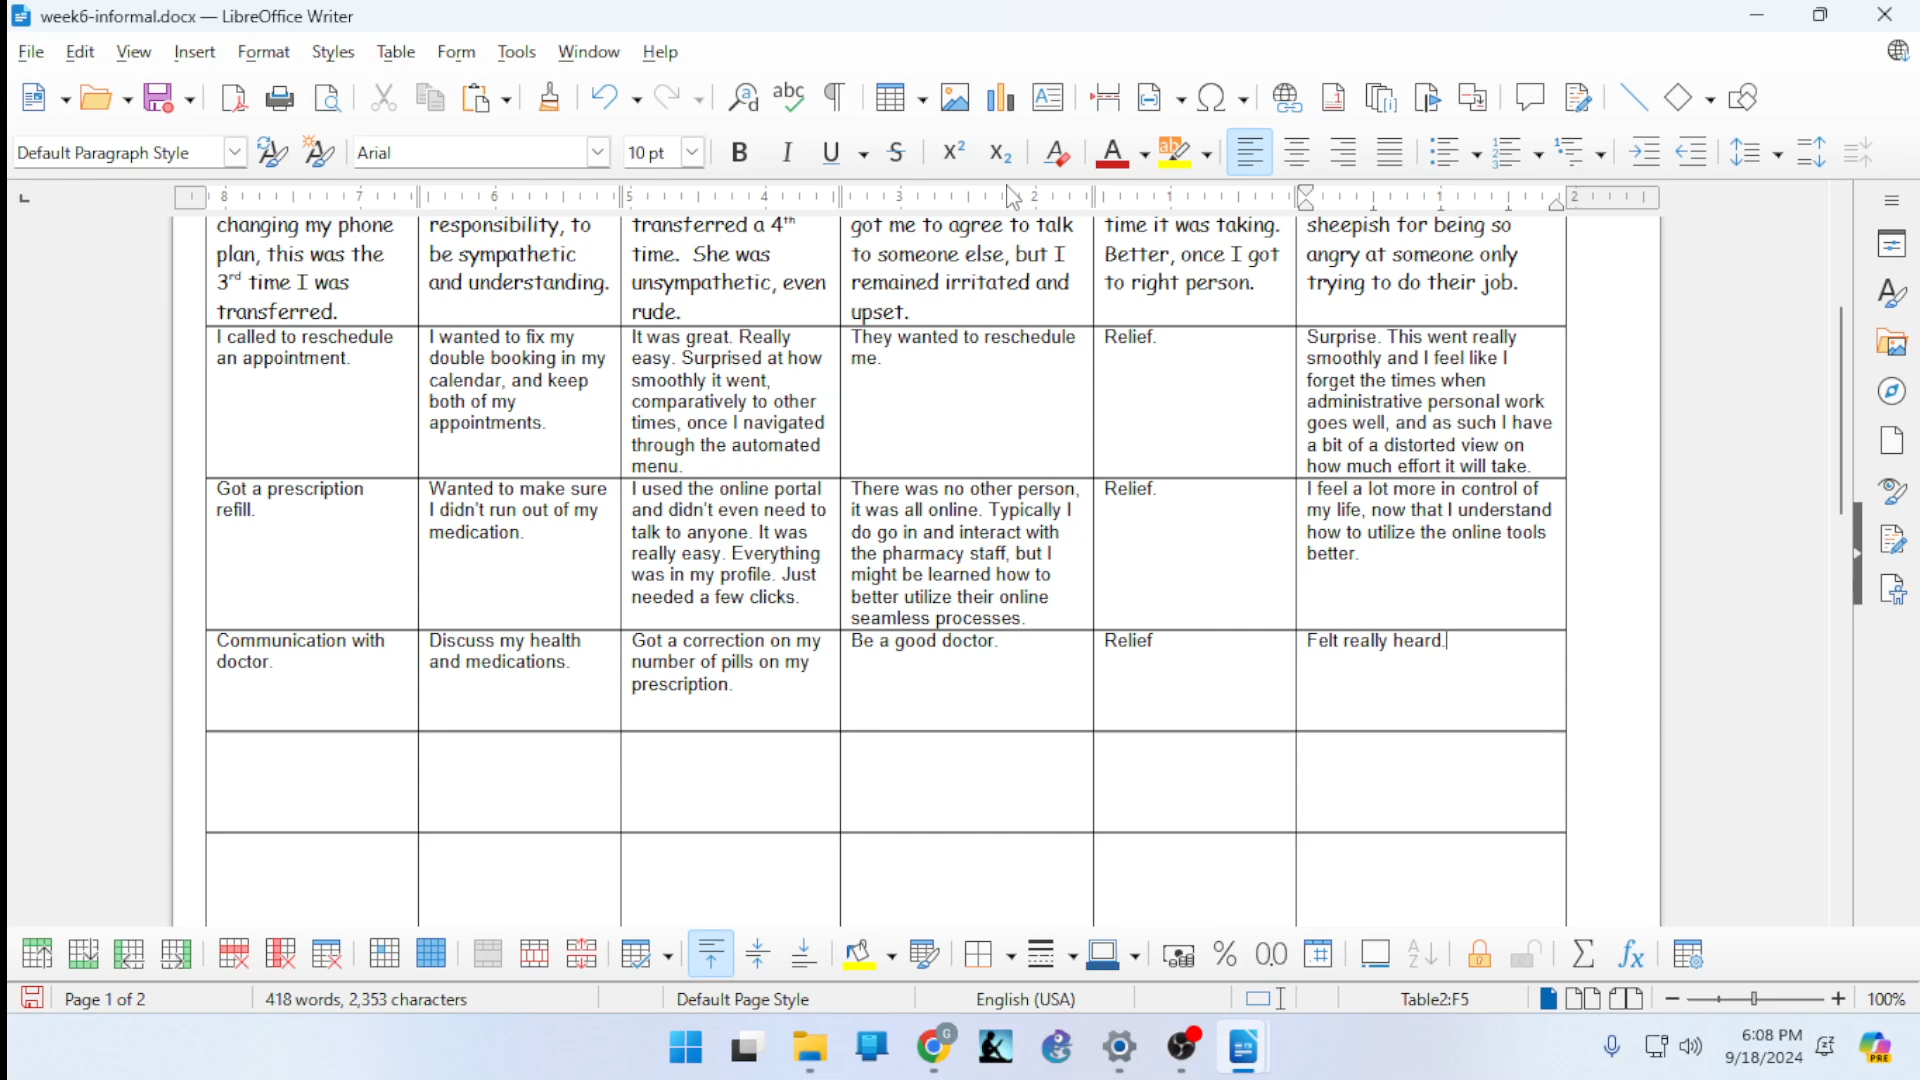 week6-informal.docx — LibreOffice Writer
File Edit View Insert Format Styles Table Form Tools Window Help
Default Paragraph Style
Arial
10 pt
8 7 6 5 4 3 2 1 1 2
changing my phone
plan, this was the
3rd time I was
transferred.
responsibility, to
be sympathetic
and understanding.
transferred a 4th
time. She was
unsympathetic, even
rude.
got me to agree to talk
to someone else, but I
remained irritated and
upset.
time it was taking.
Better, once I got
to right person.
sheepish for being so
angry at someone only
trying to do their job.
I called to reschedule
an appointment.
I wanted to fix my
double booking in my
calendar, and keep
both of my
appointments.
It was great. Really
easy. Surprised at how
smoothly it went,
comparatively to other
times, once I navigated
through the automated
menu.
They wanted to reschedule
me.
Relief.
Surprise. This went really
smoothly and I feel like I
forget the times when
administrative personal work
goes well, and as such I have
a bit of a distorted view on
how much effort it will take.
Got a prescription
refill.
Wanted to make sure
I didn't run out of my
medication.
I used the online portal
and didn't even need to
talk to anyone. It was
really easy. Everything
was in my profile. Just
needed a few clicks.
There was no other person,
it was all online. Typically I
do go in and interact with
the pharmacy staff, but I
might be learned how to
better utilize their online
seamless processes.
Relief.
I feel a lot more in control of
my life, now that I understand
how to utilize the online tools
better.
Communication with
doctor.
Discuss my health
and medications.
Got a correction on my
number of pills on my
prescription.
Be a good doctor.
Relief
Felt really heard.
Page 1 of 2
418 words, 2,353 characters
Default Page Style
English (USA)
Table2:F5
100%
6:08 PM
9/18/2024